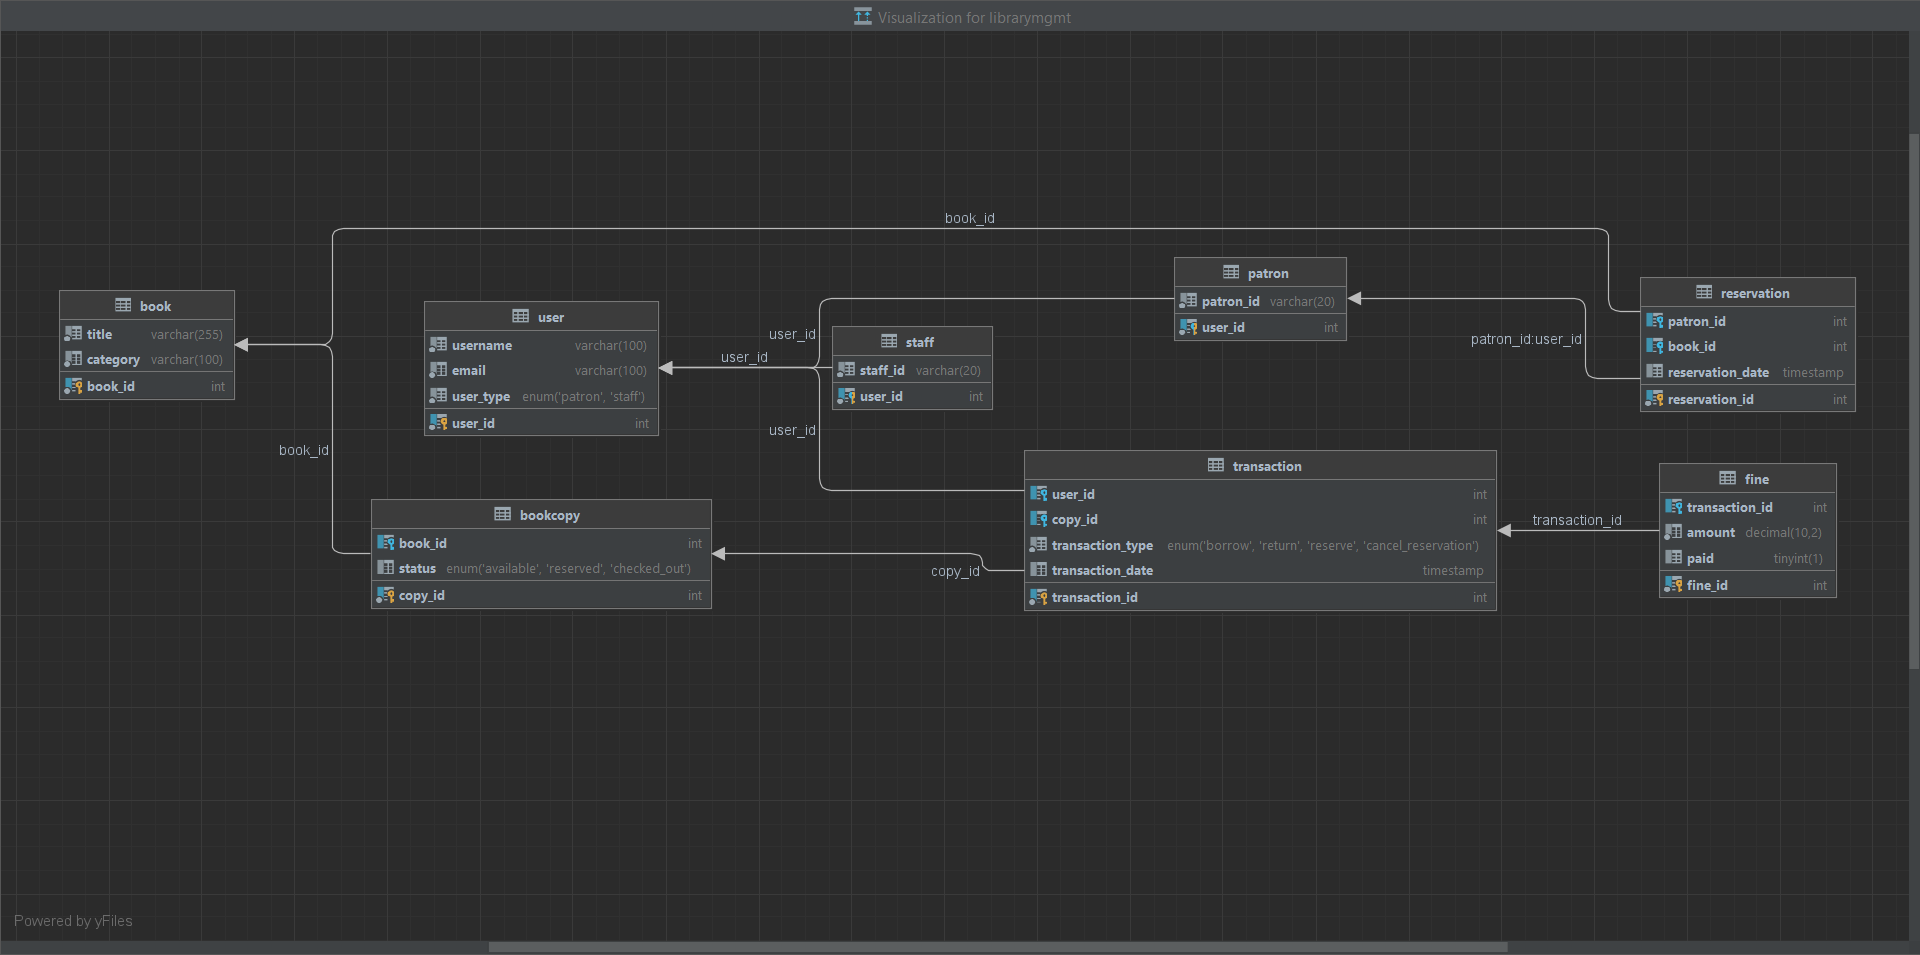 Visualization for librarymgmt
book_id
book
title varchar(255)
category varchar(100)
book_id int
user
username varchar(100)
email varchar(100)
user_type enum('patron', 'staff')
user_id int
user_id
user_id
user_id
staff
staff_id varchar(20)
user_id int
patron
patron_id varchar(20)
user_id int
patron_id:user_id
reservation
patron_id int
book_id int
reservation_date timestamp
reservation_id int
book_id
bookcopy
book_id int
status enum('available', 'reserved', 'checked_out')
copy_id int
copy_id
transaction
user_id int
copy_id int
transaction_type enum('borrow', 'return', 'reserve', 'cancel_reservation')
transaction_date timestamp
transaction_id int
transaction_id
fine
transaction_id int
amount decimal(10,2)
paid tinyint(1)
fine_id int
Powered by yFiles